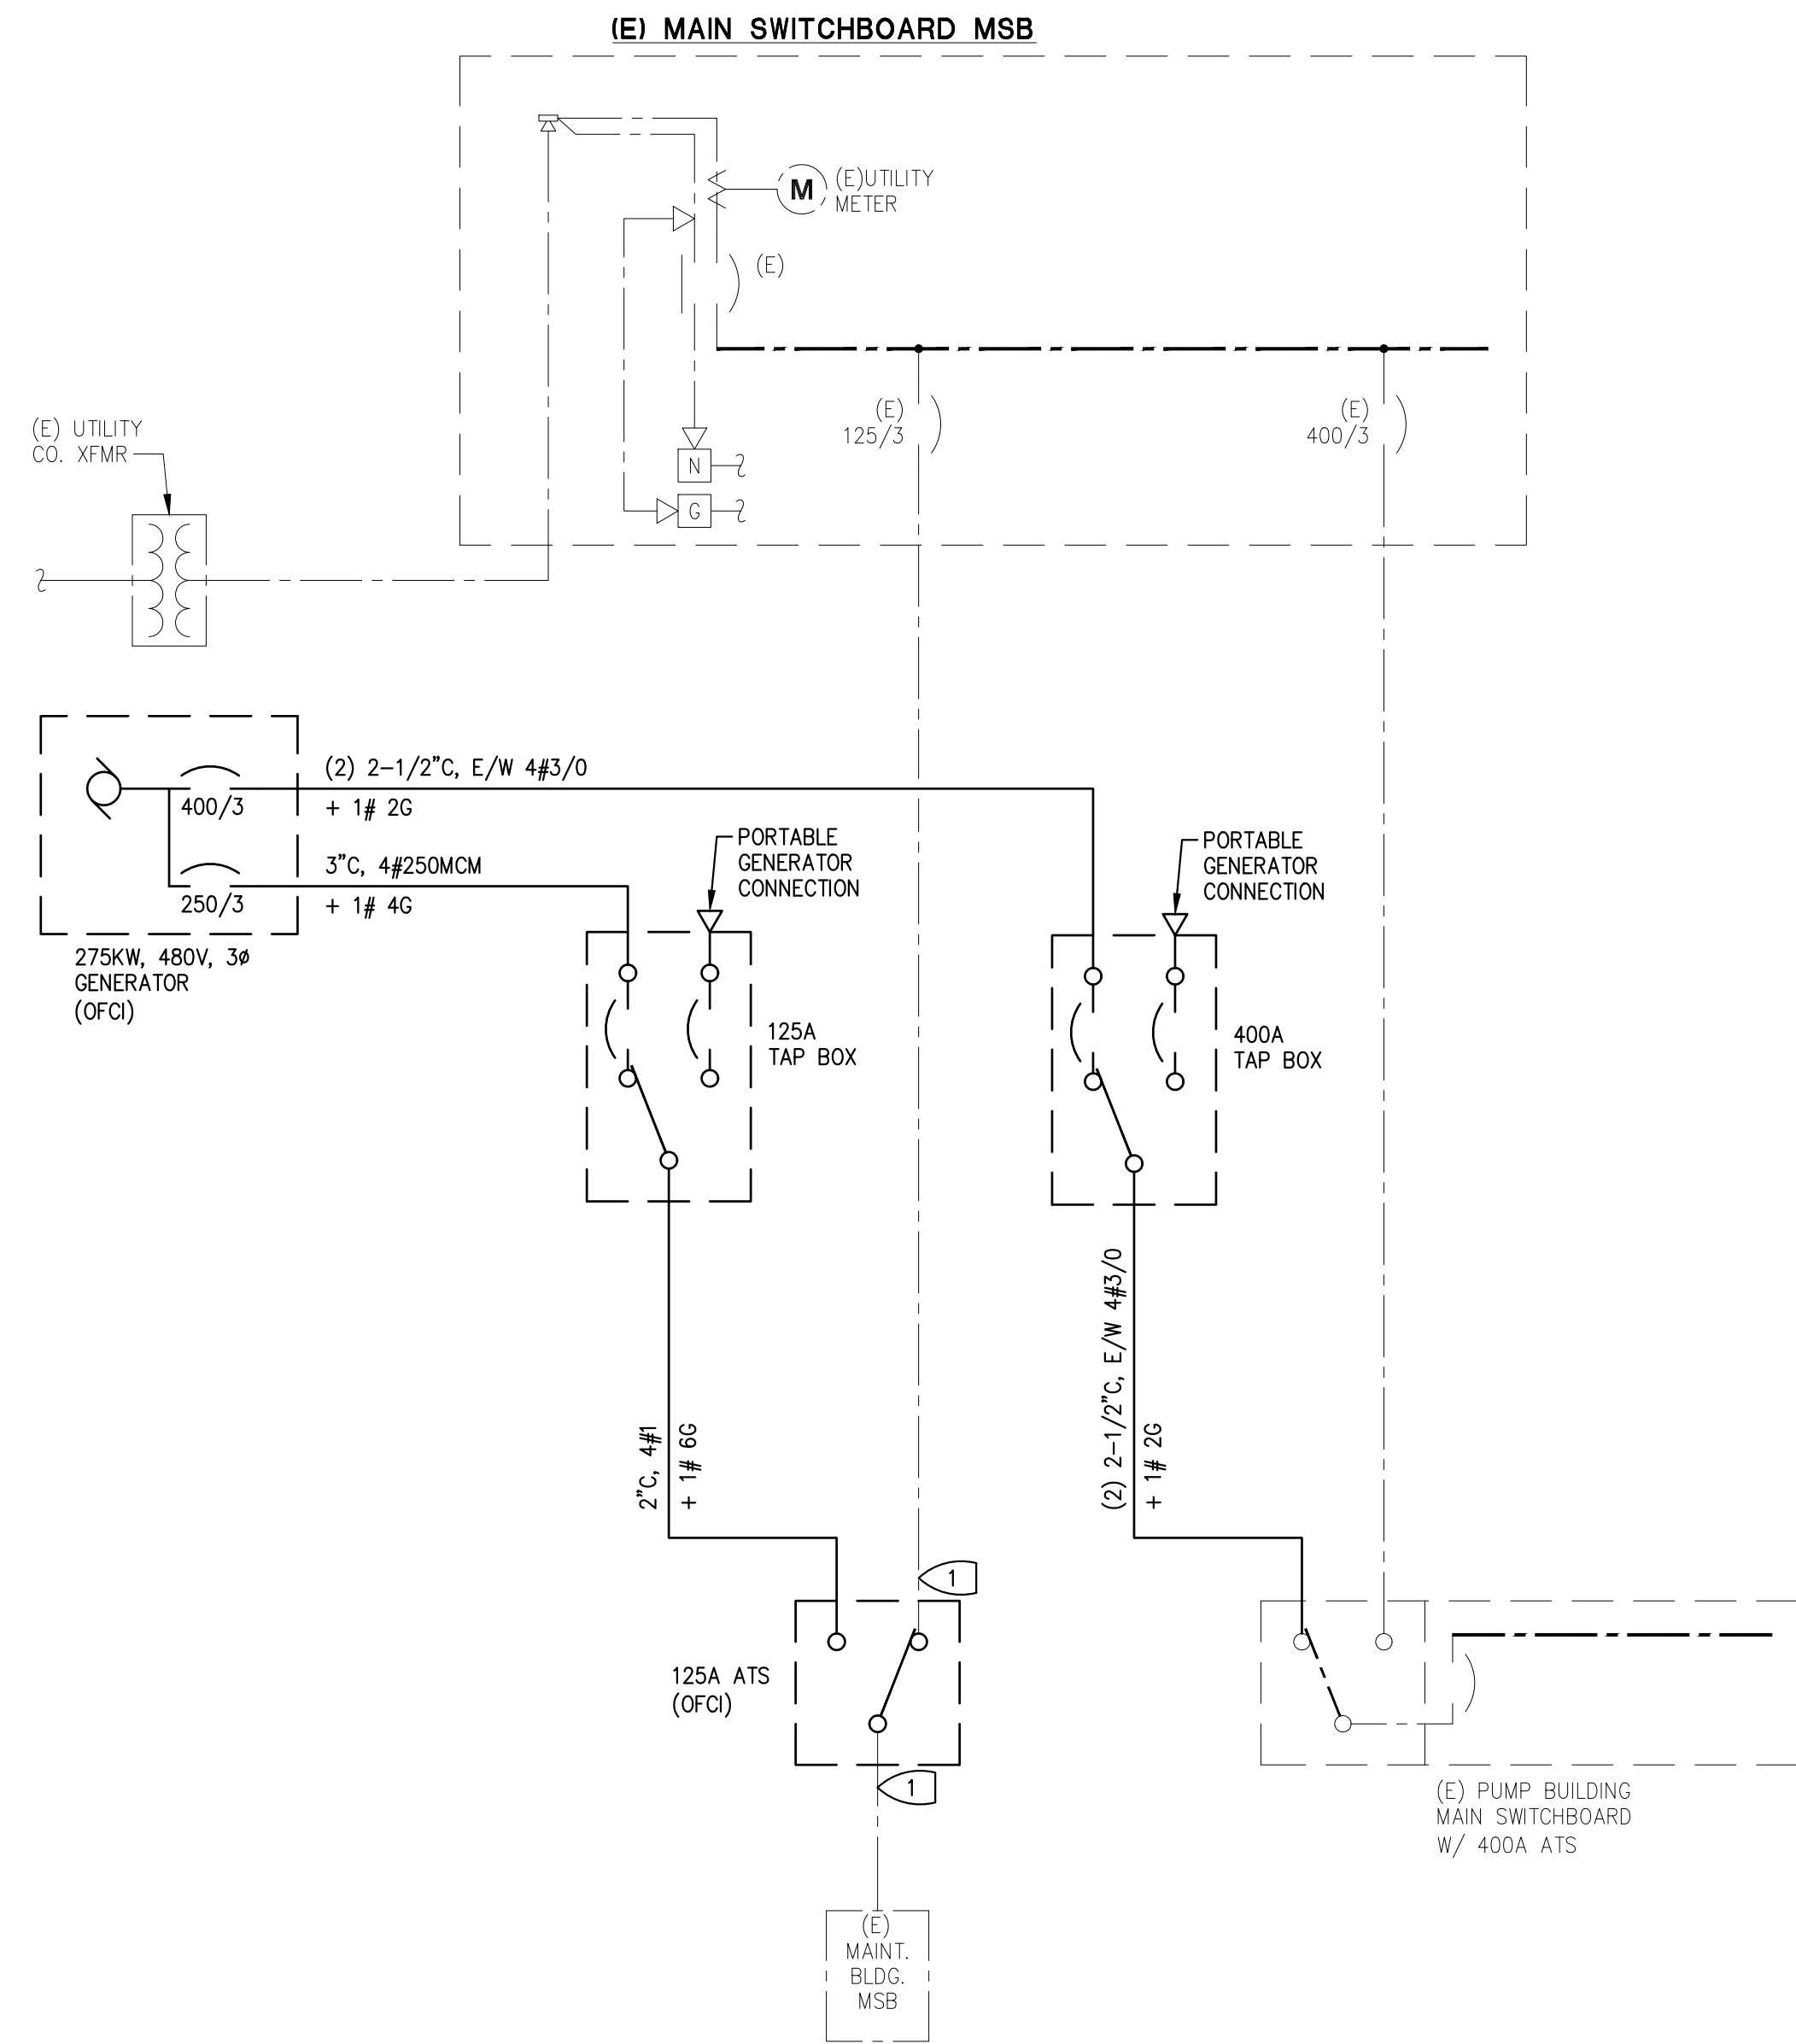 (E) MAIN SWITCHBOARD MSB
M
(E)UTILITY
METER
(E)
(E)
125/3
(E)
400/3
N
G
(E) UTILITY
CO. XFMR
400/3
250/3
(2) 2-1/2"C, E/W 4#3/0
+ 1# 2G
3"C, 4#250MCM
+ 1# 4G
275KW, 480V, 3ø
GENERATOR
(OFCI)
PORTABLE
GENERATOR
CONNECTION
125A
TAP BOX
PORTABLE
GENERATOR
CONNECTION
400A
TAP BOX
2"C, 4#1
+ 1# 6G
(2) 2-1/2"C, E/W 4#3/0
+ 1# 2G
1
125A ATS
(OFCI)
1
(E) PUMP BUILDING
MAIN SWITCHBOARD
W/ 400A ATS
(E)
MAINT.
BLDG.
MSB